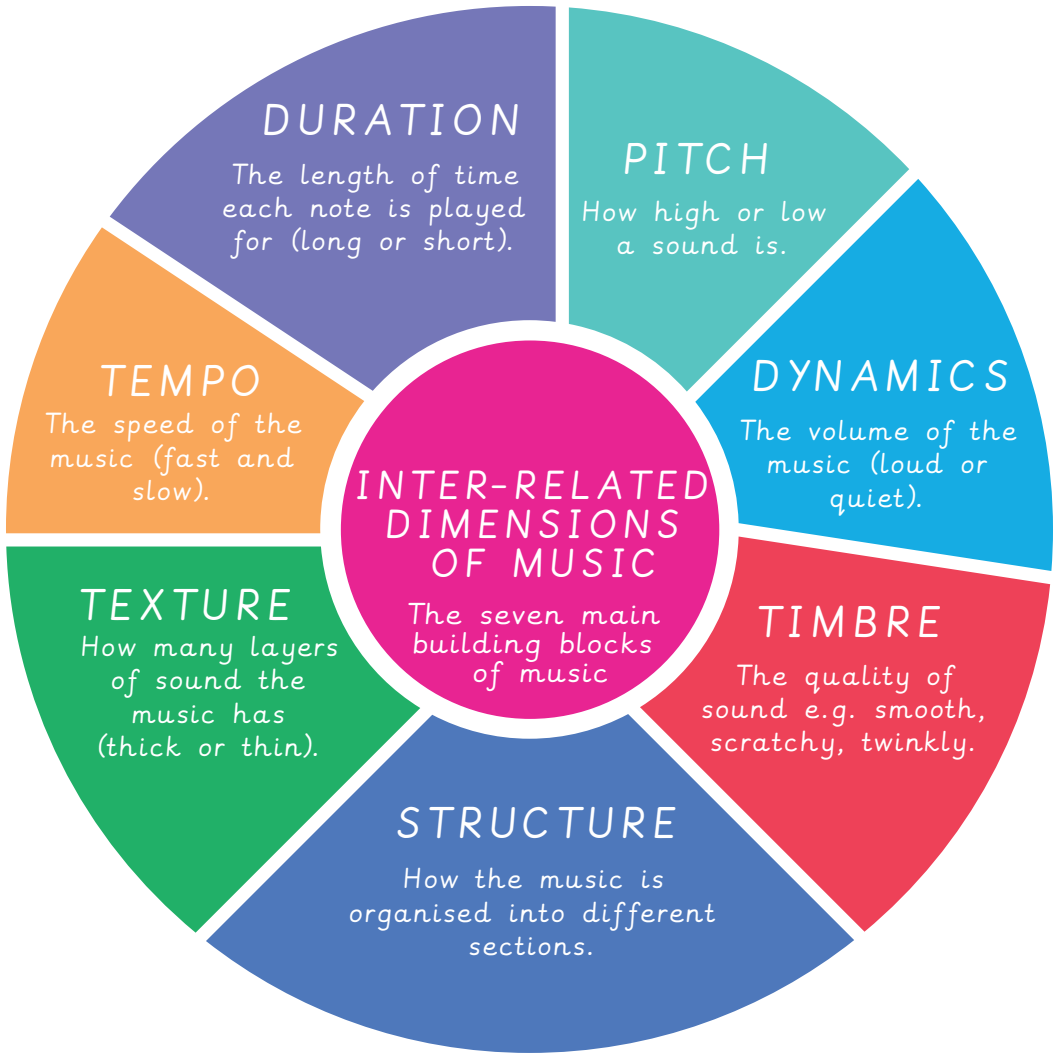 DURATION
The length of time
each note is played
for (long or short).
PITCH
How high or low
a sound is.
DYNAMICS
The volume of the
music (loud or
quiet).
TIMBRE
The quality of
sound e.g. smooth,
scratchy, twinkly.
STRUCTURE
How the music is
organised into different
sections.
TEXTURE
How many layers
of sound the
music has
(thick or thin).
TEMPO
The speed of the
music (fast and
slow).
INTER-RELATED
DIMENSIONS
OF MUSIC
The seven main
building blocks
of music